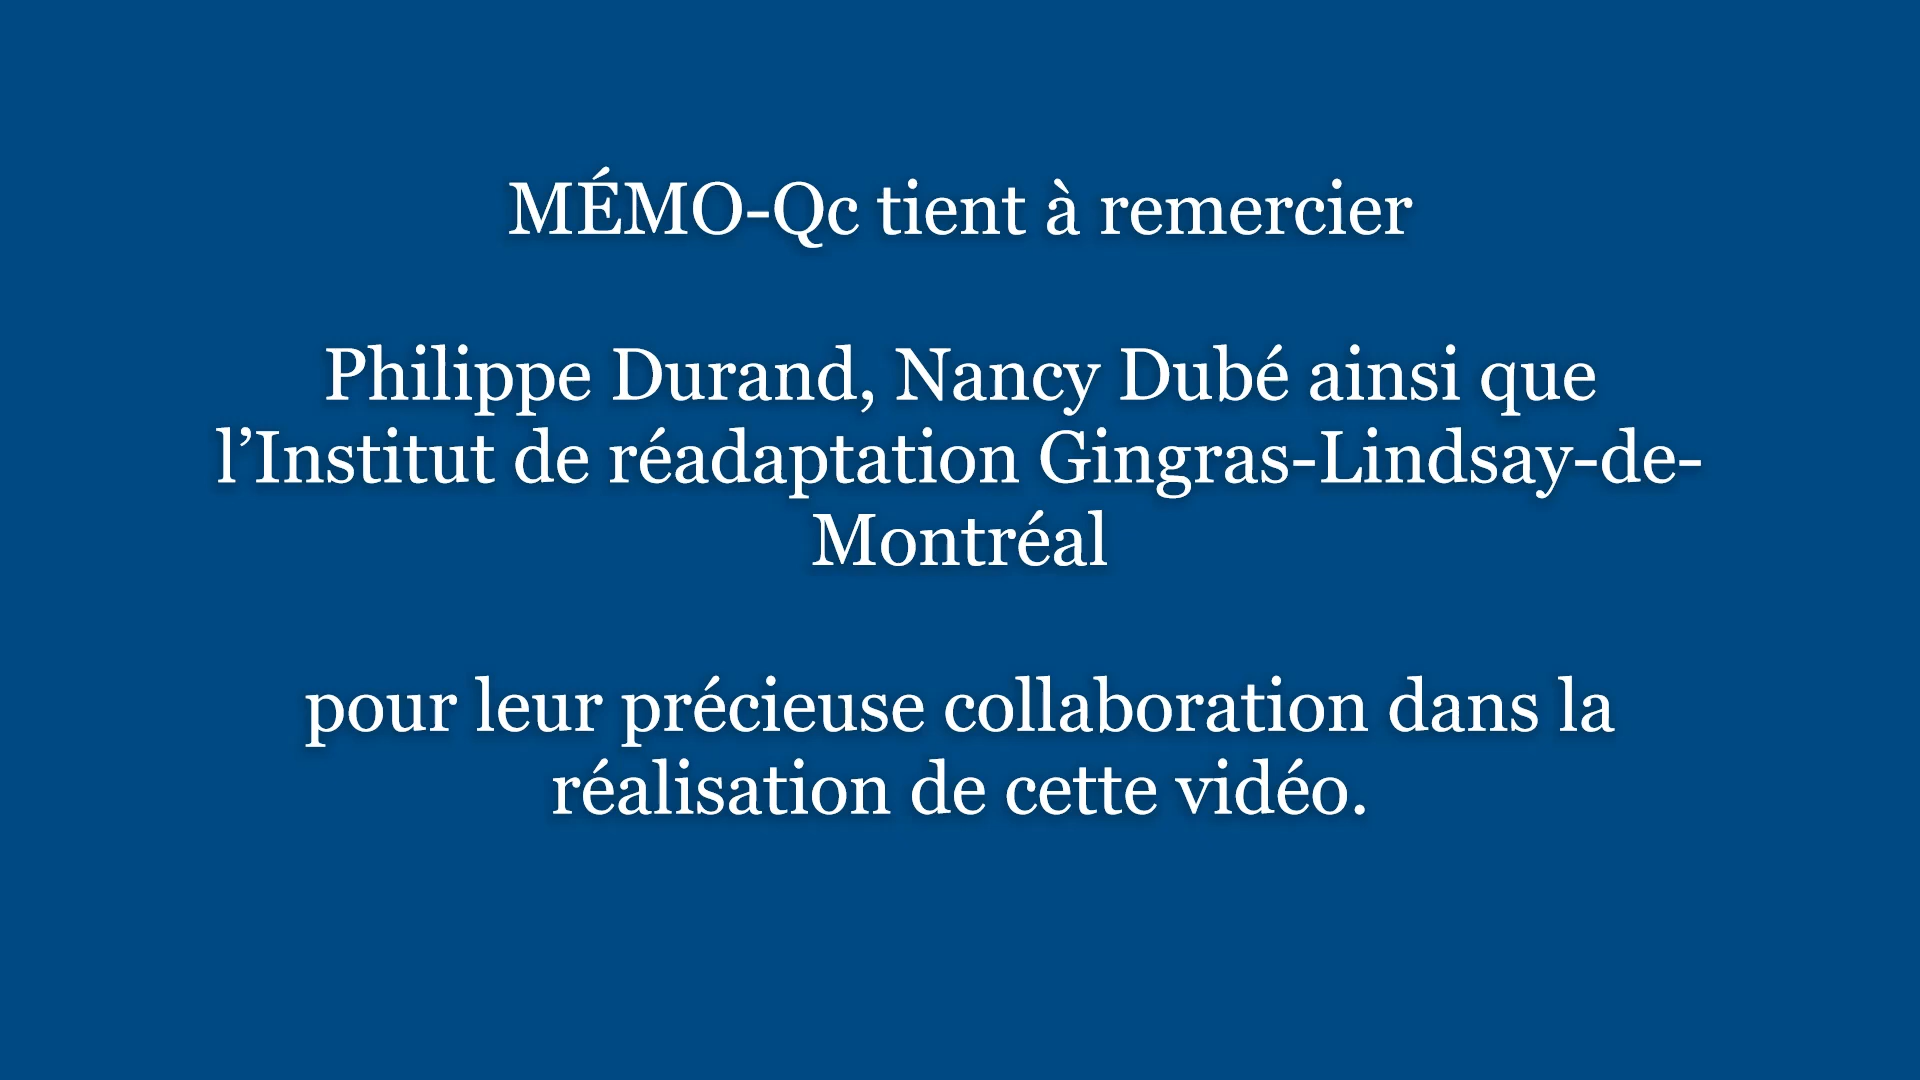 MÉMO-Qc tient à remercier
Philippe Durand, Nancy Dubé ainsi que
l’Institut de réadaptation Gingras-Lindsay-de-
Montréal
pour leur précieuse collaboration dans la
réalisation de cette vidéo.